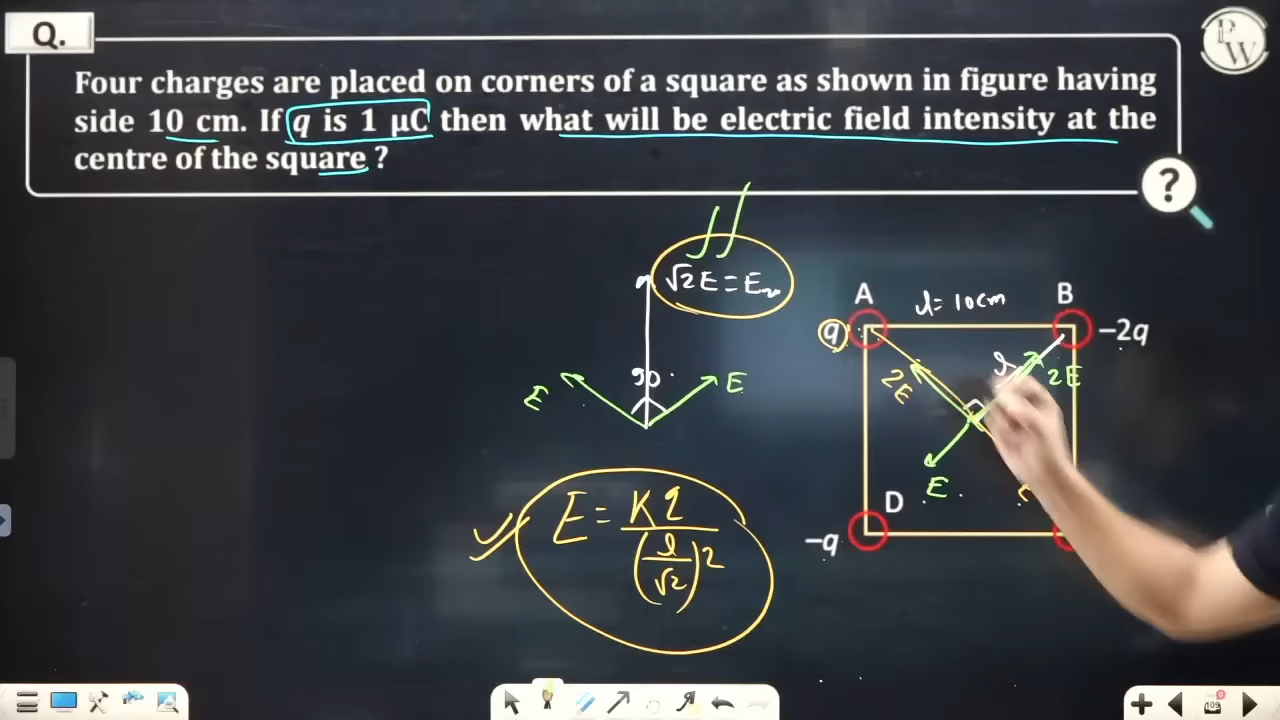 Q.
Four charges are placed on corners of a square as shown in figure having
side 10 cm. If q is 1 μC then what will be electric field intensity at the
centre of the square ?
?
PW
√2E = E
A
l = 10cm
B
q
-2q
90
E
E
2E
2E
E = Kq / (l/√2)²
E
D
-q
109